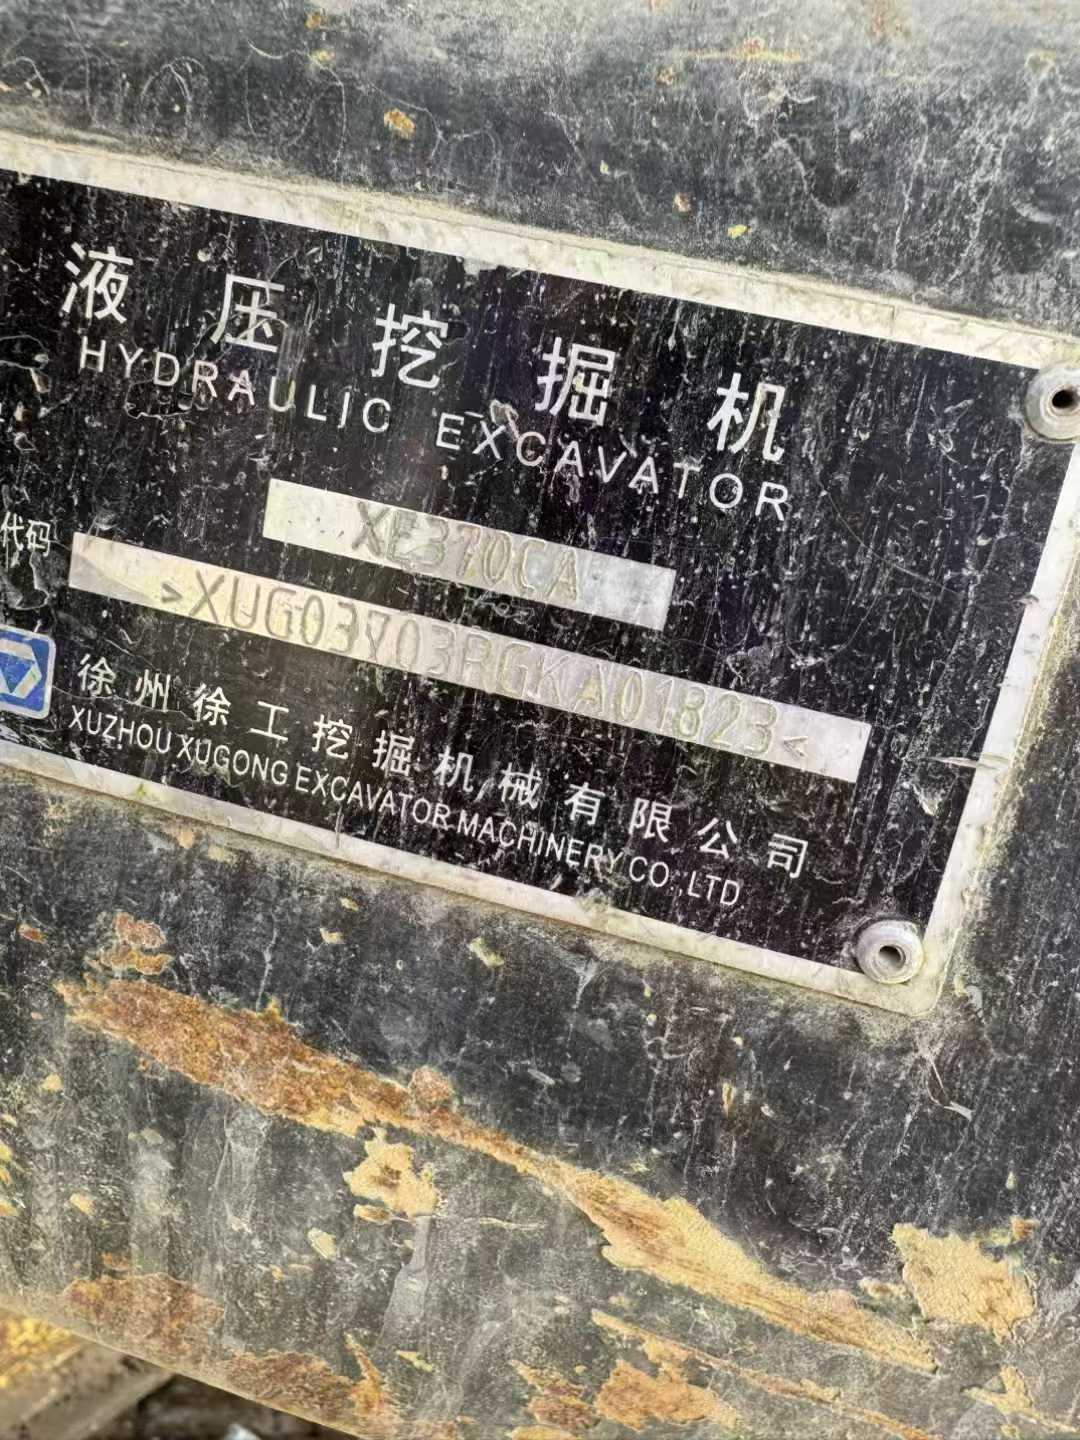 液压挖掘机
HYDRAULIC EXCAVATOR
XE370CA
代码 >XUG03703RGKA01823<
徐州徐工挖掘机械有限公司
XUZHOU XUGONG EXCAVATOR MACHINERY CO.,LTD